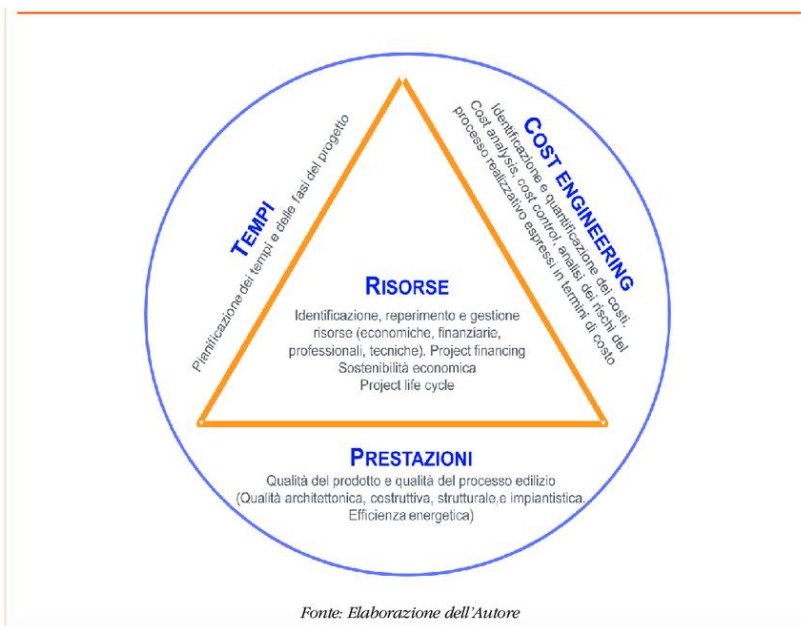 TEMPI
Pianificazione dei tempi e delle fasi del progetto
COST ENGINEERING
Identificazione e quantificazione dei costi.
Cost analysis, cost control, analisi dei rischi del
processo realizzativo espressi in termini di costo
RISORSE
Identificazione, reperimento e gestione
risorse (economiche, finanziarie,
professionali, tecniche). Project financing
Sostenibilità economica
Project life cycle
PRESTAZIONI
Qualità del prodotto e qualità del processo edilizio
(Qualità architettonica, costruttiva, strutturale,e impiantistica.
Efficienza energetica)
Fonte: Elaborazione dell'Autore